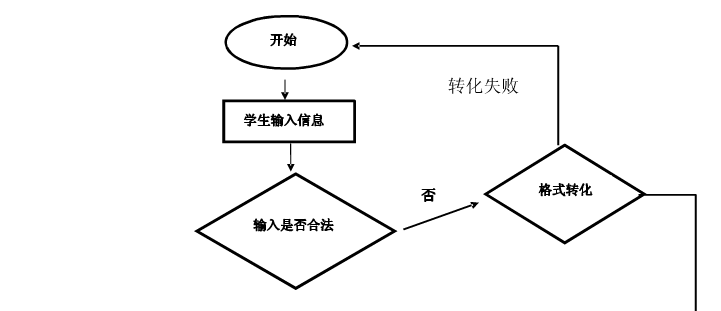 开始
转化失败
学生输入信息
否
格式转化
输入是否合法